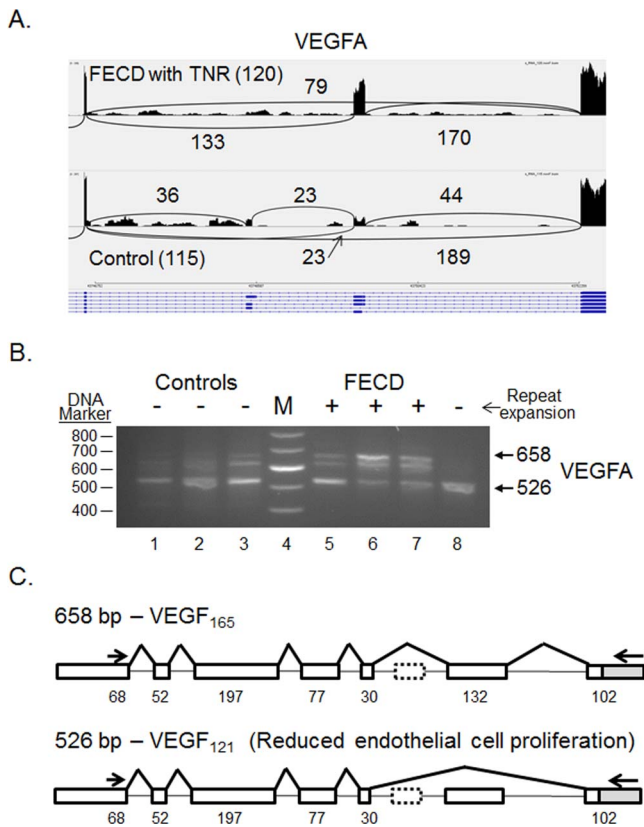 A.
VEGFA
FECD with TNR (120)
79
133
170
36
23
44
Control (115)
23
189
B.
Controls
FECD
DNA
Marker
- - - M + + + -
Repeat
expansion
800
700
600
500
400
658
526
VEGFA
1 2 3 4 5 6 7 8
C.
658 bp – VEGF165
68 52 197 77 30 132 102
526 bp – VEGF121 (Reduced endothelial cell proliferation)
68 52 197 77 30 102